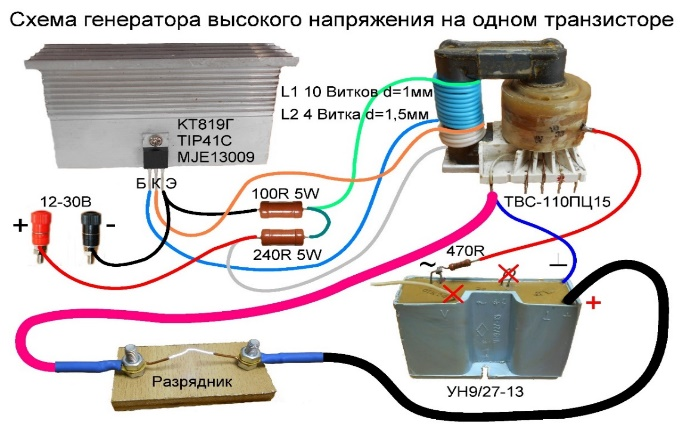 Схема генератора высокого напряжения на одном транзисторе
L1 10 Витков d=1мм
L2 4 Витка d=1,5мм
КТ819Г
TIP41C
MJE13009
Б К Э
12-30В
+
-
100R 5W
240R 5W
ТВС-110ПЦ15
~
470R
⊥
+
Разрядник
УН9/27-13